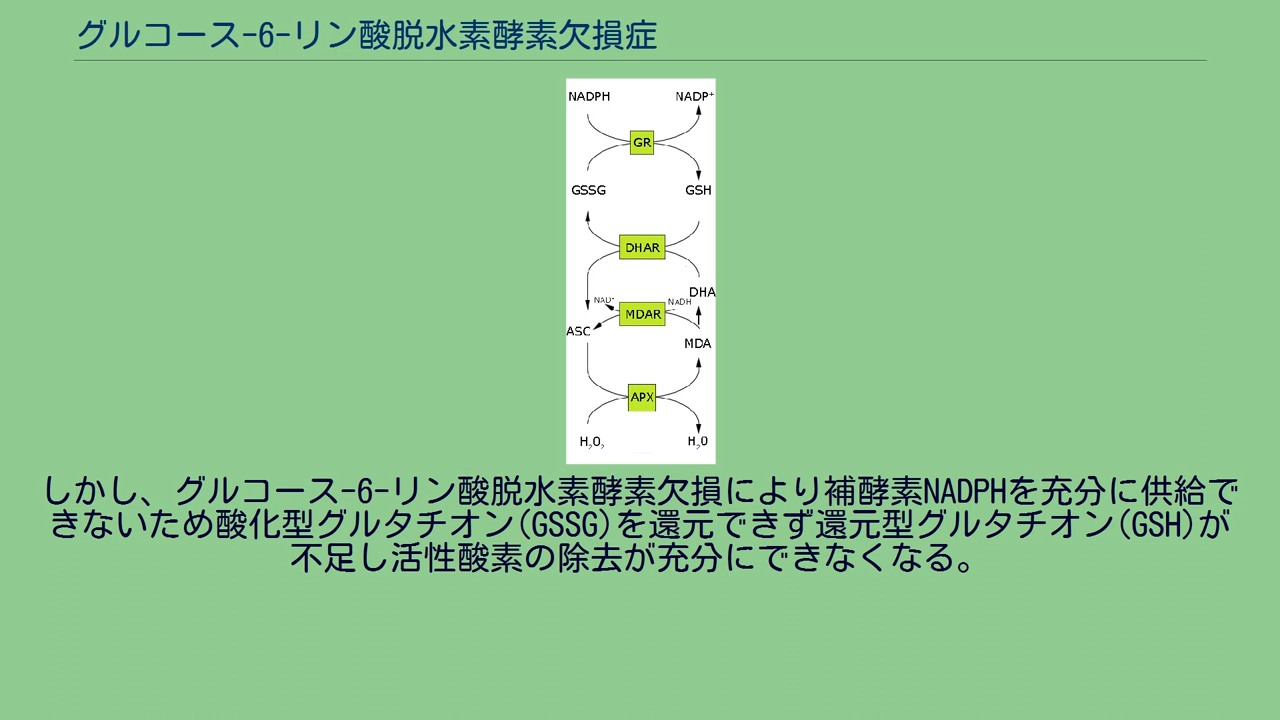 グルコース-6-リン酸脱水素酵素欠損症
NADPH NADP⁺
GR
GSSG GSH
DHAR
DHA
NAD⁺ NADH
MDAR
ASC
MDA
APX
H₂O₂ H₂O
しかし、グルコース-6-リン酸脱水素酵素欠損により補酵素NADPHを充分に供給で
きないため酸化型グルタチオン(GSSG)を還元できず還元型グルタチオン(GSH)が
不足し活性酸素の除去が充分にできなくなる。